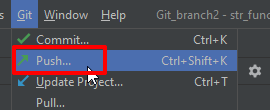 Git Window Help Git_branch2 - str_func
Commit... Ctrl+K
Push... Ctrl+Shift+K
Update Project... Ctrl+T
Pull...